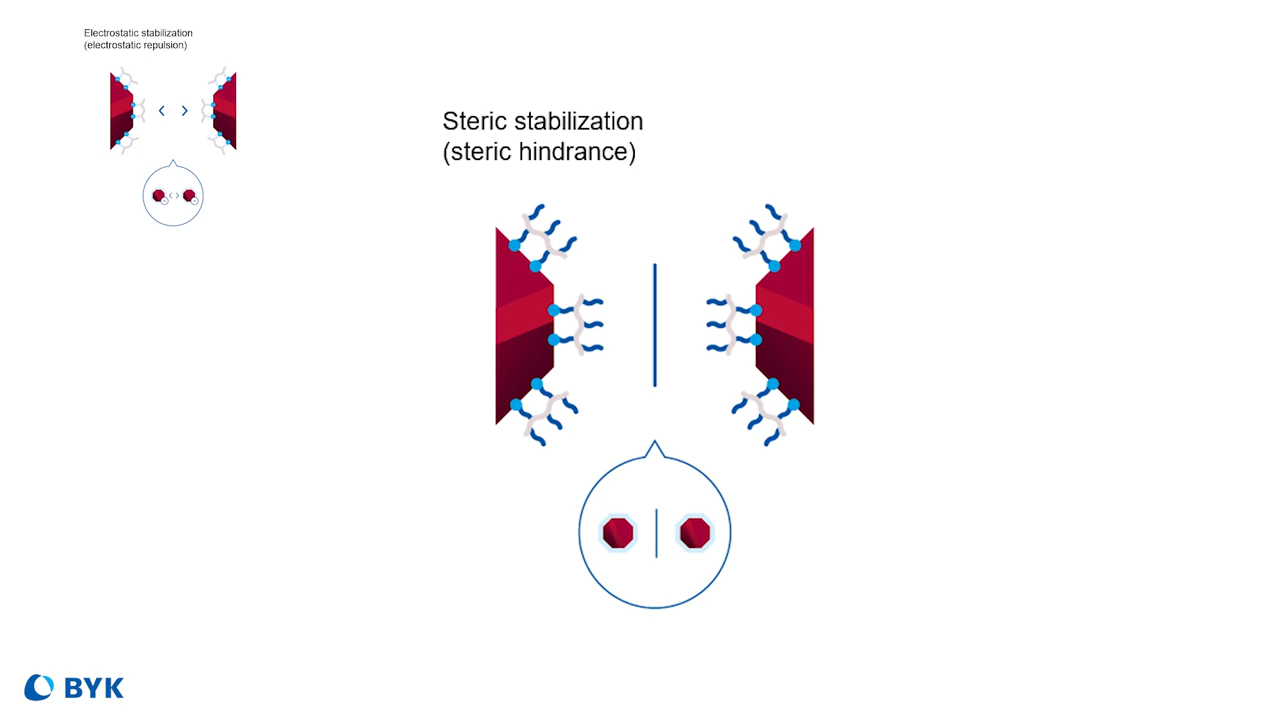 Electrostatic stabilization
(electrostatic repulsion)
Steric stabilization
(steric hindrance)
BYK